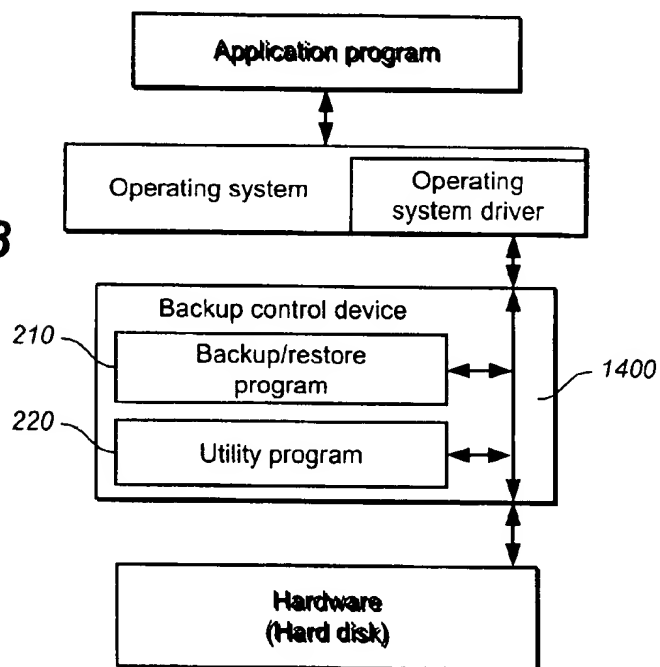 Application program
Operating system
Operating
system driver
Backup control device
210
Backup/restore
program
1400
220
Utility program
Hardware
(Hard disk)